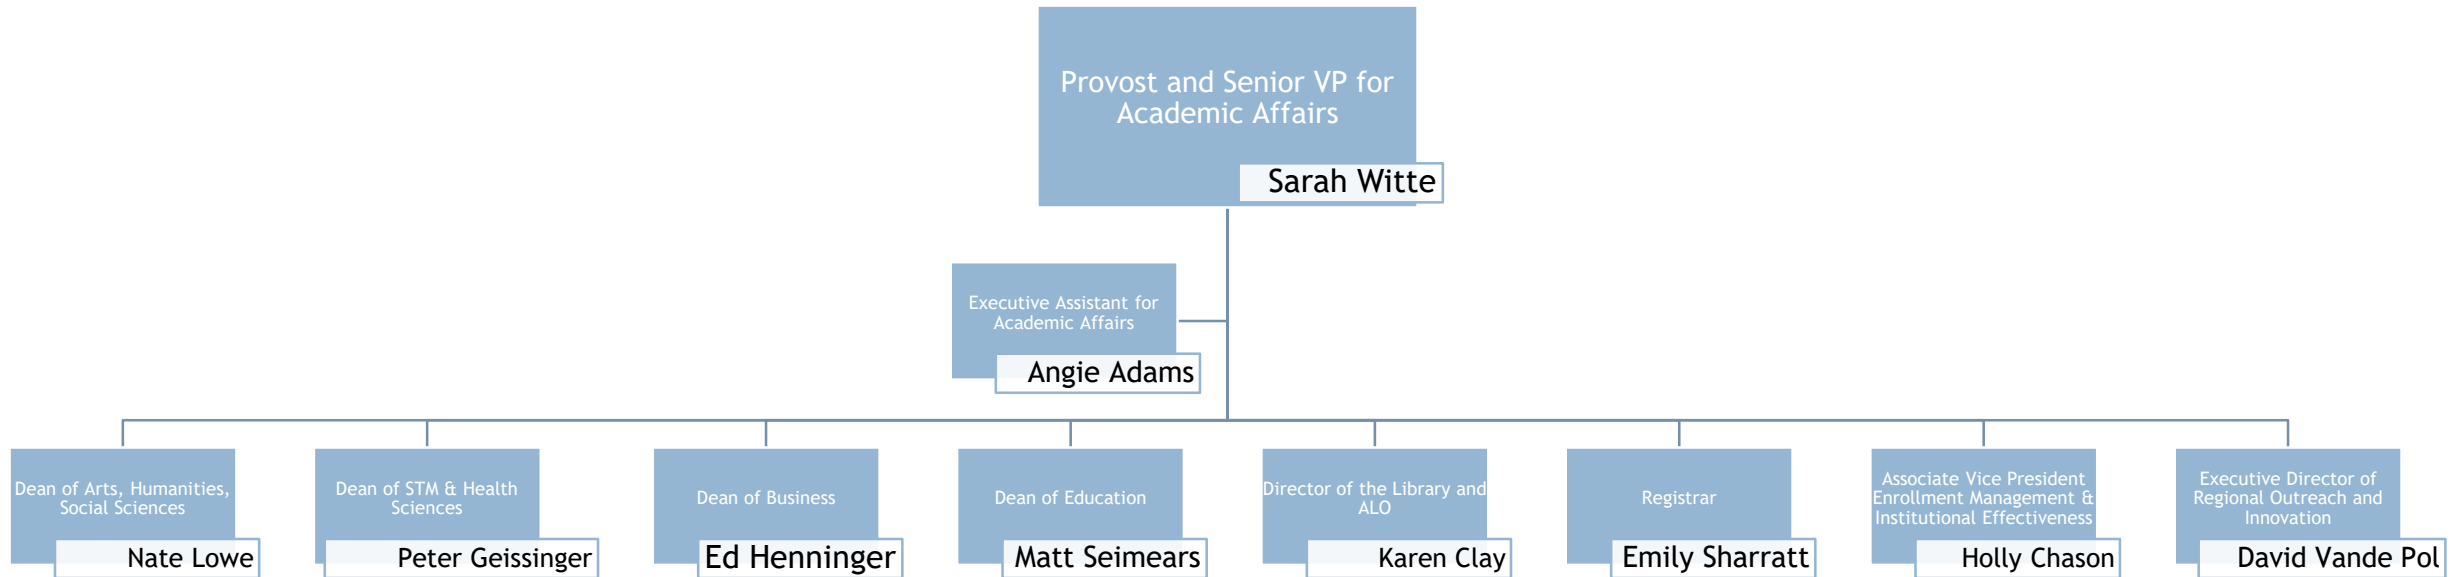 Provost and Senior VP for
Academic Affairs
Sarah Witte
Executive Assistant for
Academic Affairs
Angie Adams
Dean of Arts, Humanities,
Social Sciences
Nate Lowe
Dean of STM & Health
Sciences
Peter Geissinger
Dean of Business
Ed Henninger
Dean of Education
Matt Seimears
Director of the Library and
ALO
Karen Clay
Registrar
Emily Sharratt
Associate Vice President
Enrollment Management &
Institutional Effectiveness
Holly Chason
Executive Director of
Regional Outreach and
Innovation
David Vande Pol